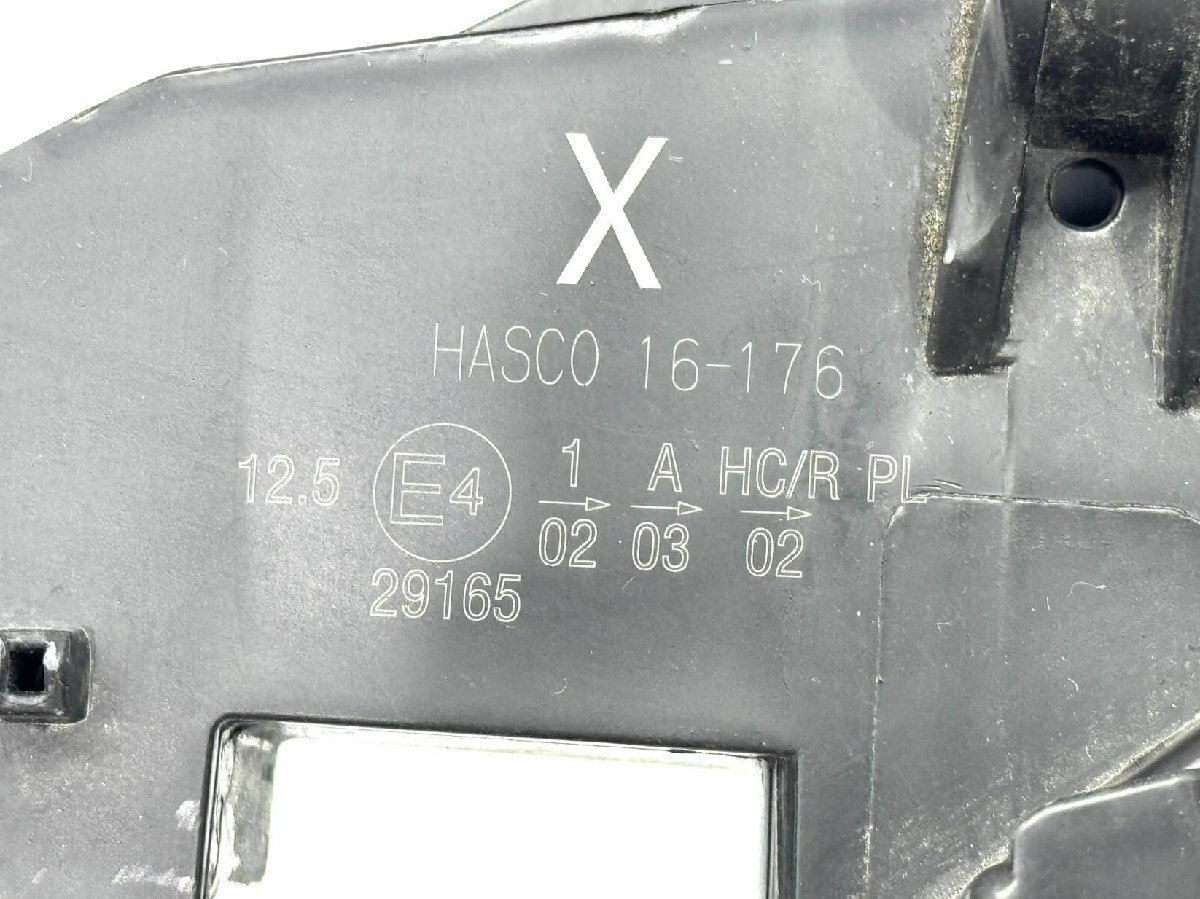 X
HASCO 16-176
12.5 E4 1 A HC/R PL
02 03 02
29165